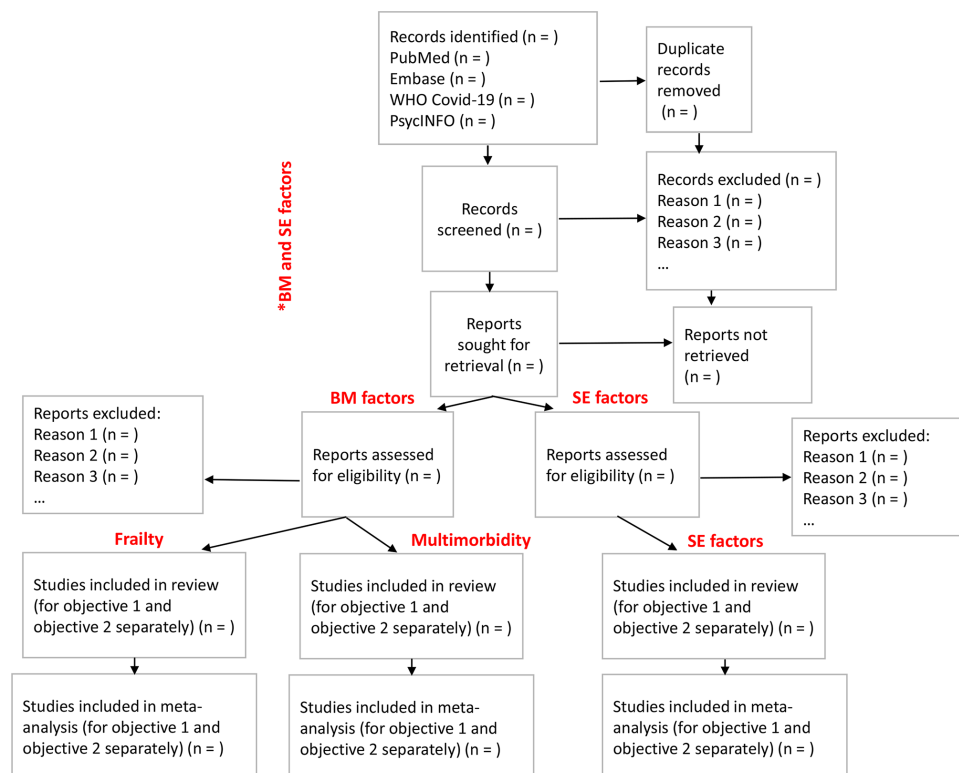 Records identified (n = )
PubMed (n = )
Embase (n = )
WHO Covid-19 (n = )
PsycINFO (n = )
Duplicate
records
removed
(n = )
*BM and SE factors
Records
screened (n = )
Records excluded (n = )
Reason 1 (n = )
Reason 2 (n = )
Reason 3 (n = )
...
Reports
sought for
retrieval (n = )
Reports not
retrieved
(n = )
BM factors
SE factors
Reports excluded:
Reason 1 (n = )
Reason 2 (n = )
Reason 3 (n = )
...
Reports assessed
for eligibility (n = )
Reports assessed
for eligibility (n = )
Reports excluded:
Reason 1 (n = )
Reason 2 (n = )
Reason 3 (n = )
...
Frailty
Multimorbidity
SE factors
Studies included in review
(for objective 1 and
objective 2 separately) (n = )
Studies included in review
(for objective 1 and
objective 2 separately) (n = )
Studies included in review
(for objective 1 and
objective 2 separately) (n = )
Studies included in meta-
analysis (for objective 1 and
objective 2 separately) (n = )
Studies included in meta-
analysis (for objective 1 and
objective 2 separately) (n = )
Studies included in meta-
analysis (for objective 1 and
objective 2 separately) (n = )